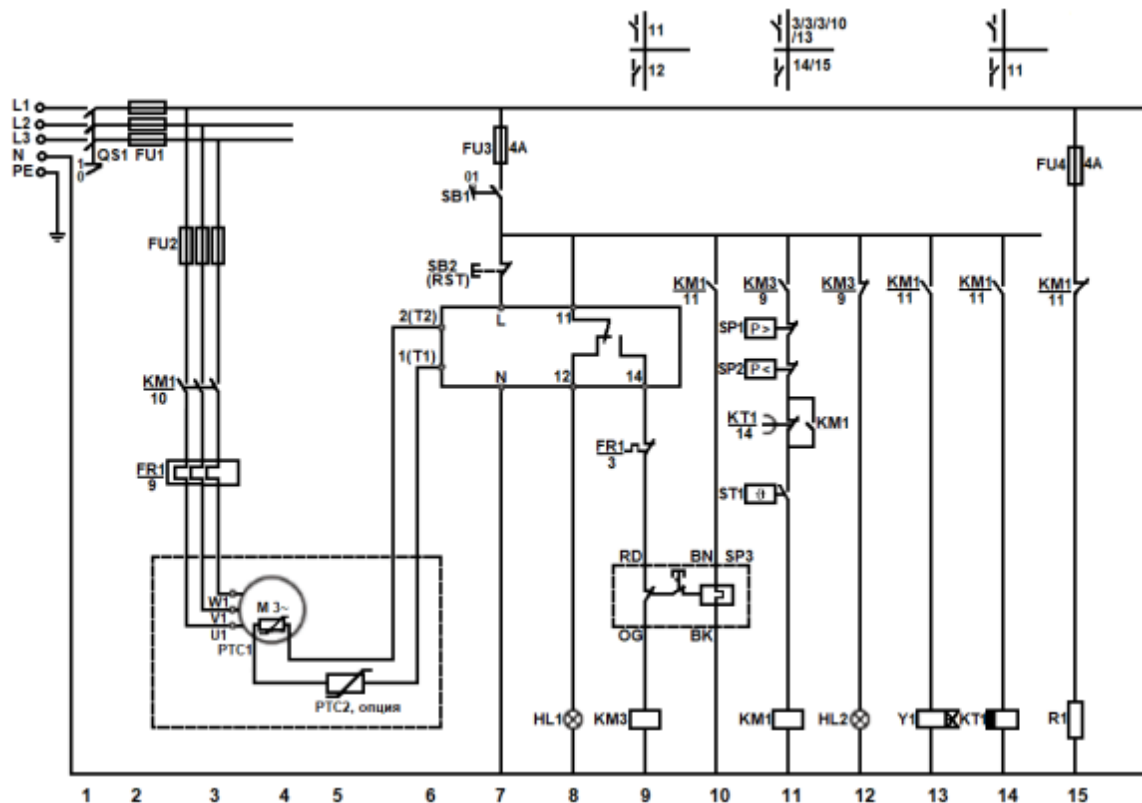 11
12
3/3/3/10
/13
14/15
11
L1
L2
L3
N
PE
1
0
QS1
FU1
FU2
KM1
10
FR1
9
W1
V1
U1
M 3~
PTC1
PTC2, опция
2(T2)
1(T1)
FU3
4A
01
SB1
SB2
(RST)
L
11
N
12
14
FR1
3
RD
BN
SP3
OG
BK
KM1
11
KM3
9
SP1
P >
SP2
P <
KT1
14
KM1
ST1
ϑ
KM3
9
KM1
11
KM1
11
FU4
4A
KM1
11
HL1
KM3
KM1
HL2
Y1
KT1
R1
1
2
3
4
5
6
7
8
9
10
11
12
13
14
15